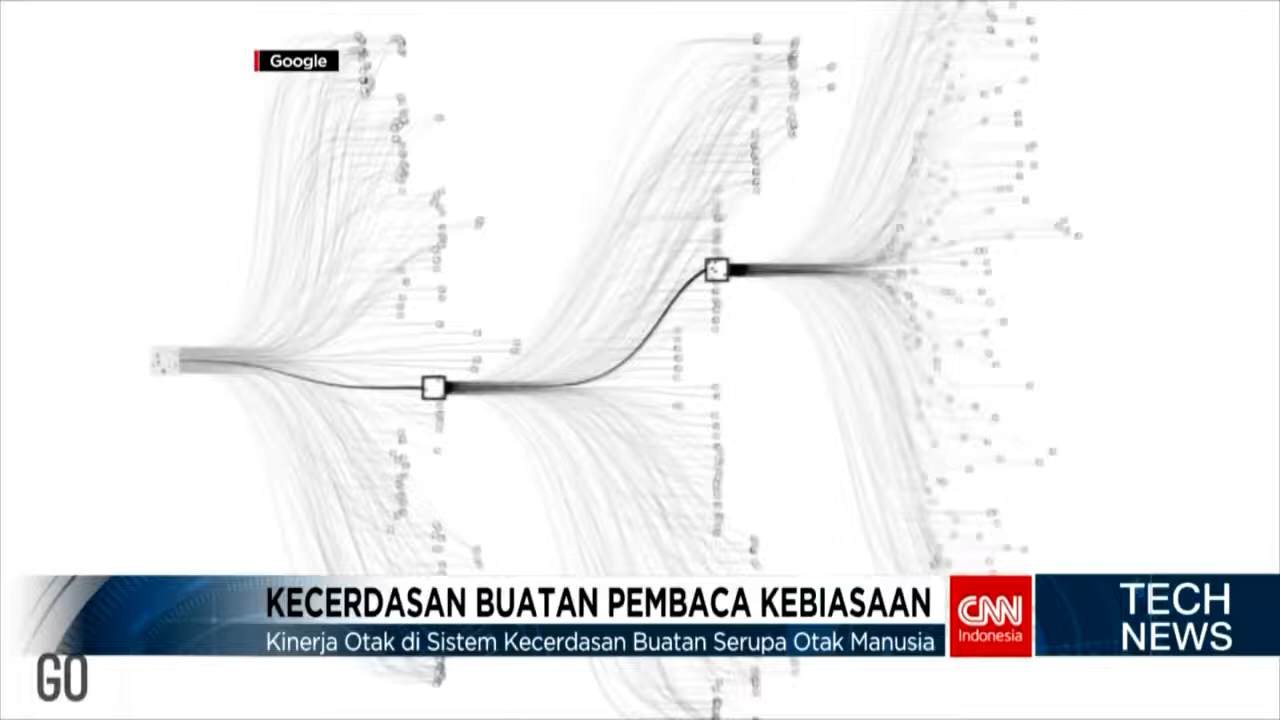 Google
KECERDASAN BUATAN PEMBACA KEBIASAAN
Kinerja Otak di Sistem Kecerdasan Buatan Serupa Otak Manusia
CNN
Indonesia
TECH
NEWS
GO